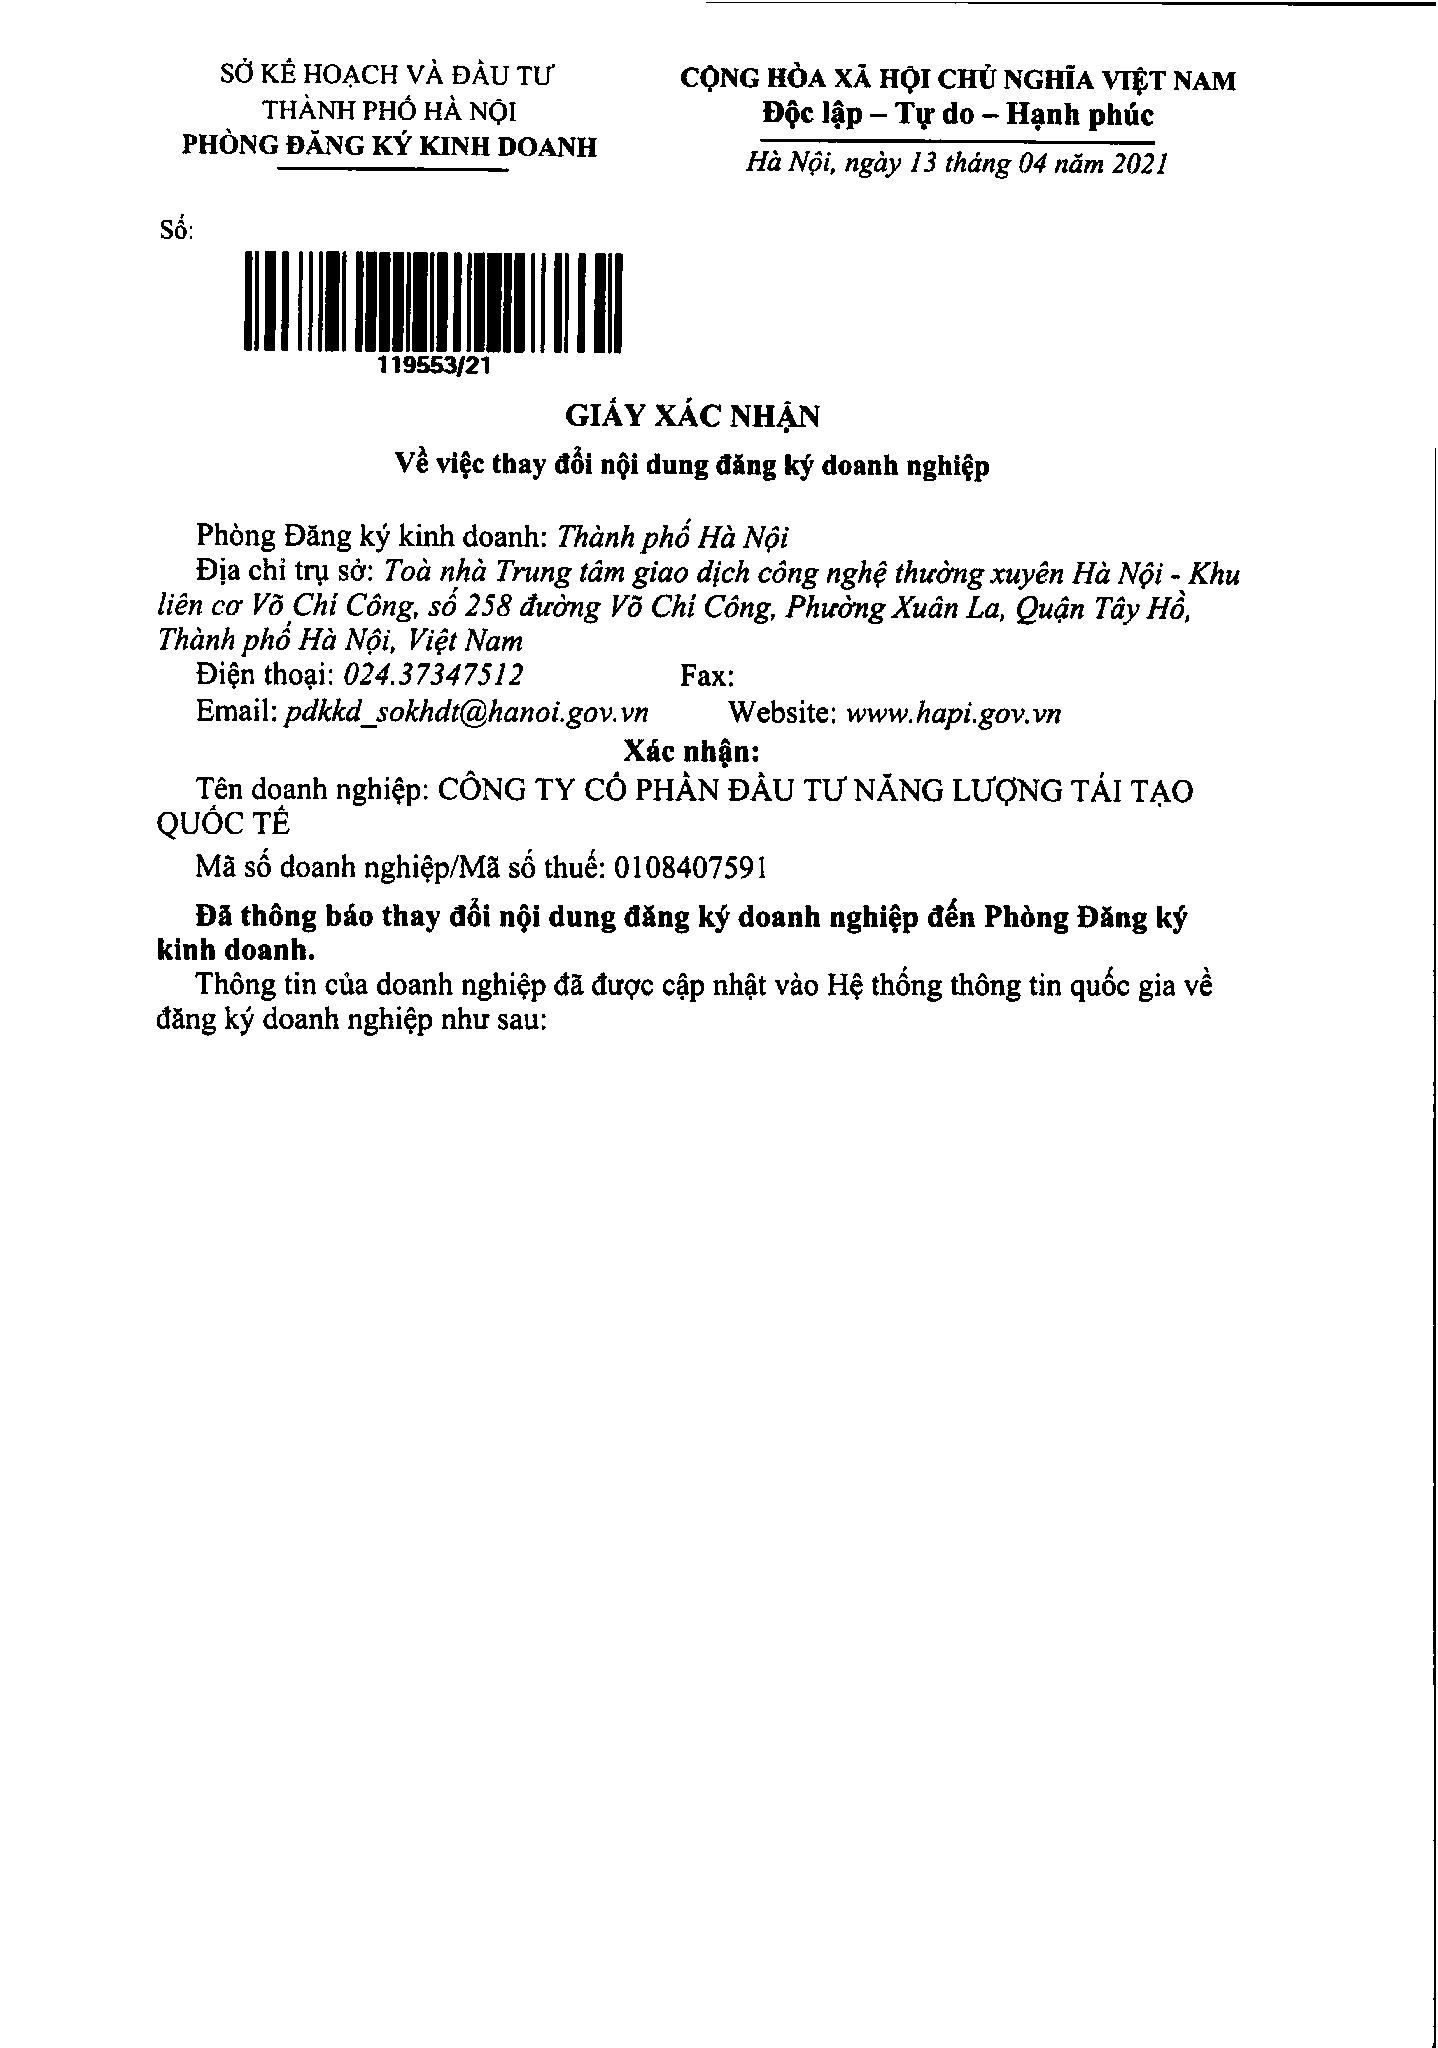 SỞ KẾ HOẠCH VÀ ĐẦU TƯ
THÀNH PHỐ HÀ NỘI
PHÒNG ĐĂNG KÝ KINH DOANH
CỘNG HÒA XÃ HỘI CHỦ NGHĨA VIỆT NAM
Độc lập – Tự do – Hạnh phúc
Hà Nội, ngày 13 tháng 04 năm 2021
Số:
119553/21
GIẤY XÁC NHẬN
Về việc thay đổi nội dung đăng ký doanh nghiệp
Phòng Đăng ký kinh doanh: Thành phố Hà Nội
Địa chỉ trụ sở: Toà nhà Trung tâm giao dịch công nghệ thường xuyên Hà Nội - Khu
liên cơ Võ Chí Công, số 258 đường Võ Chí Công, Phường Xuân La, Quận Tây Hồ,
Thành phố Hà Nội, Việt Nam
Điện thoại: 024.37347512 Fax:
Email: pdkkd_sokhdt@hanoi.gov.vn Website: www.hapi.gov.vn
Xác nhận:
Tên doanh nghiệp: CÔNG TY CỔ PHẦN ĐẦU TƯ NĂNG LƯỢNG TÁI TẠO
QUỐC TẾ
Mã số doanh nghiệp/Mã số thuế: 0108407591
Đã thông báo thay đổi nội dung đăng ký doanh nghiệp đến Phòng Đăng ký
kinh doanh.
Thông tin của doanh nghiệp đã được cập nhật vào Hệ thống thông tin quốc gia về
đăng ký doanh nghiệp như sau: